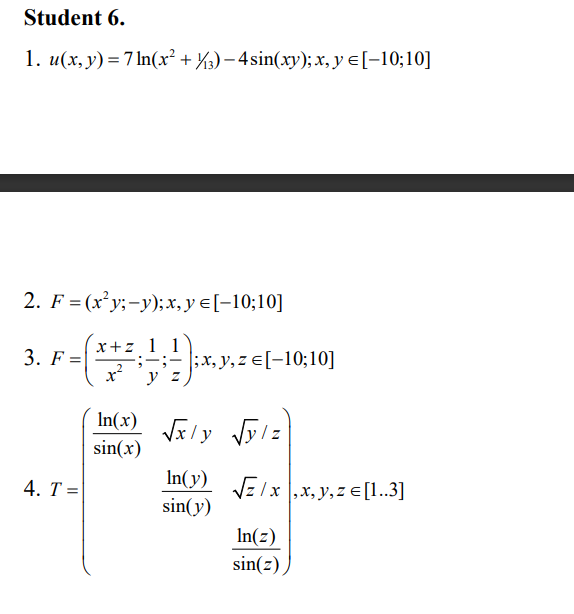 Student 6.
1. u(x, y) = 7 ln(x² + 1/13) − 4 sin(xy); x, y ∈ [−10;10]
2. F = (x²y; −y); x, y ∈ [−10;10]
3. F = ( (x + z)/x² ; 1/y ; 1/z ); x, y, z ∈ [−10;10]
ln(x)/sin(x) √x / y √y / z
4. T = ( ln(y)/sin(y) √z / x ), x, y, z ∈ [1..3]
ln(z)/sin(z)